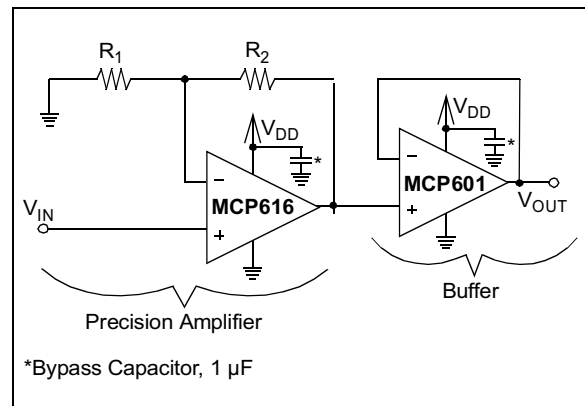 R1
R2
VDD
*
VDD
*
−
MCP616
+
−
MCP601
+
VIN
VOUT
Precision Amplifier
Buffer
*Bypass Capacitor, 1 µF